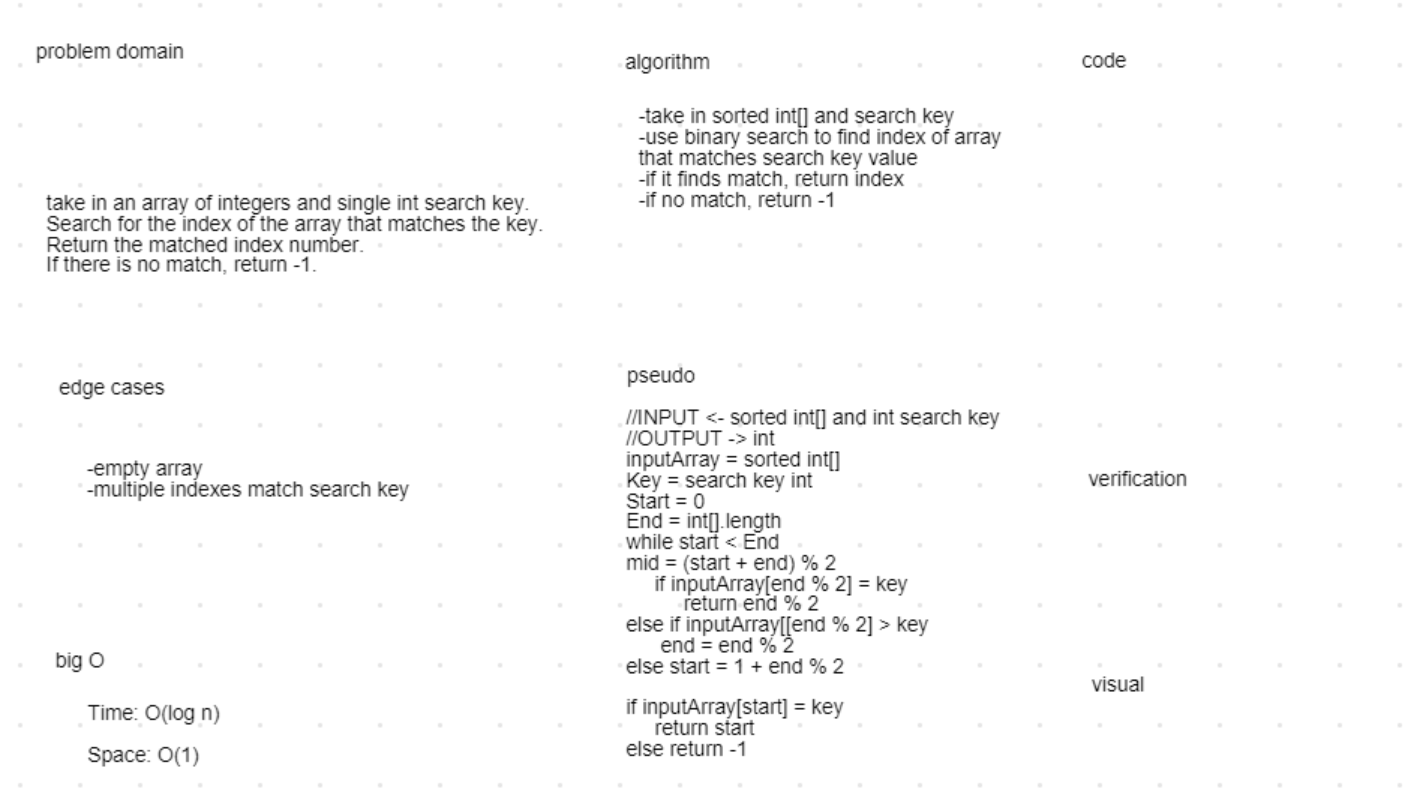 problem domain
take in an array of integers and single int search key.
Search for the index of the array that matches the key.
Return the matched index number.
If there is no match, return -1.
edge cases
-empty array
-multiple indexes match search key
big O
Time: O(log n)
Space: O(1)
algorithm
-take in sorted int[] and search key
-use binary search to find index of array
that matches search key value
-if it finds match, return index
-if no match, return -1
pseudo
//INPUT <- sorted int[] and int search key
//OUTPUT -> int
inputArray = sorted int[]
Key = search key int
Start = 0
End = int[].length
while start < End
mid = (start + end) % 2
if inputArray[end % 2] = key
return end % 2
else if inputArray[[end % 2] > key
end = end % 2
else start = 1 + end % 2
if inputArray[start] = key
return start
else return -1
code
verification
visual